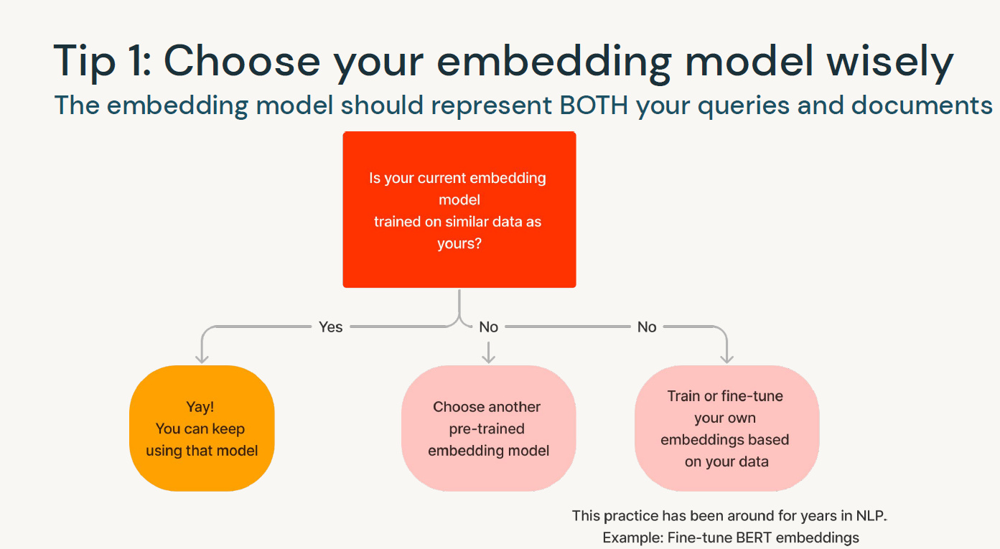 Tip 1: Choose your embedding model wisely
The embedding model should represent BOTH your queries and documents
Is your current embedding
model
trained on similar data as
yours?
Yes
No
No
Yay!
You can keep
using that model
Choose another
pre-trained
embedding model
Train or fine-tune
your own
embeddings based
on your data
This practice has been around for years in NLP.
Example: Fine-tune BERT embeddings